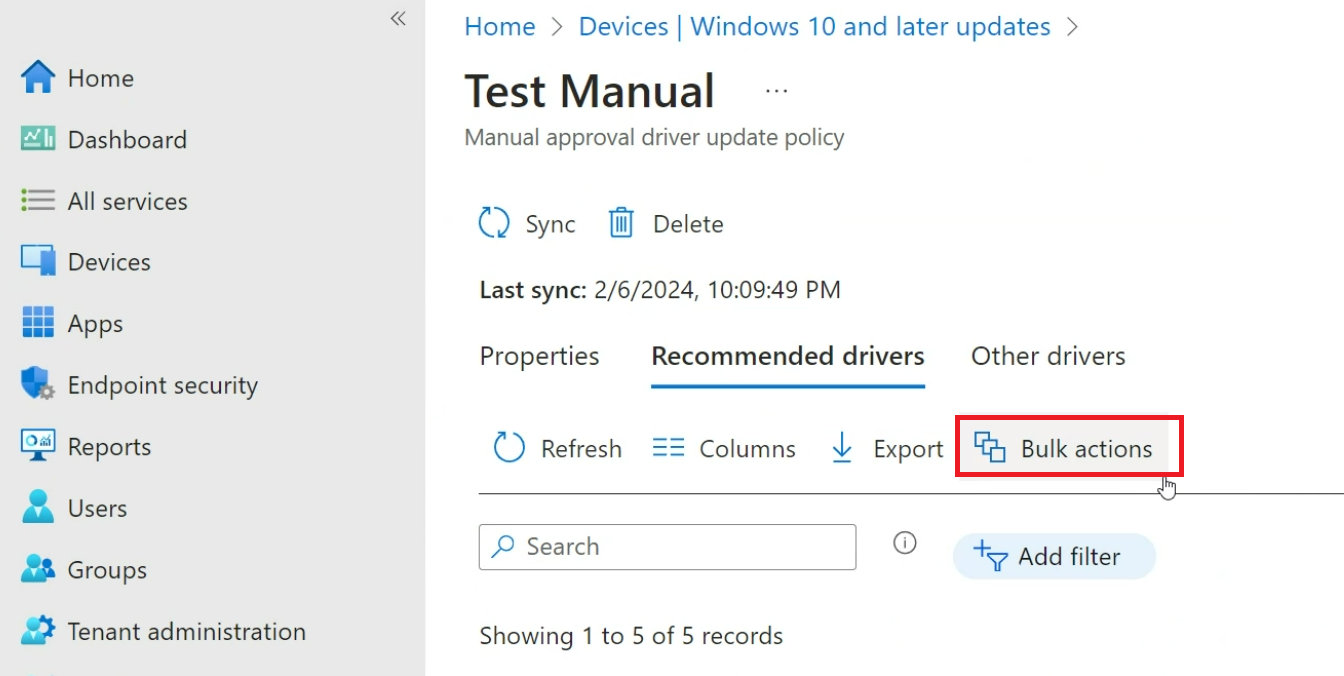 Home
Dashboard
All services
Devices
Apps
Endpoint security
Reports
Users
Groups
Tenant administration
Home > Devices | Windows 10 and later updates >
Test Manual ...
Manual approval driver update policy
Sync Delete
Last sync: 2/6/2024, 10:09:49 PM
Properties Recommended drivers Other drivers
Refresh Columns Export Bulk actions
Search Add filter
Showing 1 to 5 of 5 records